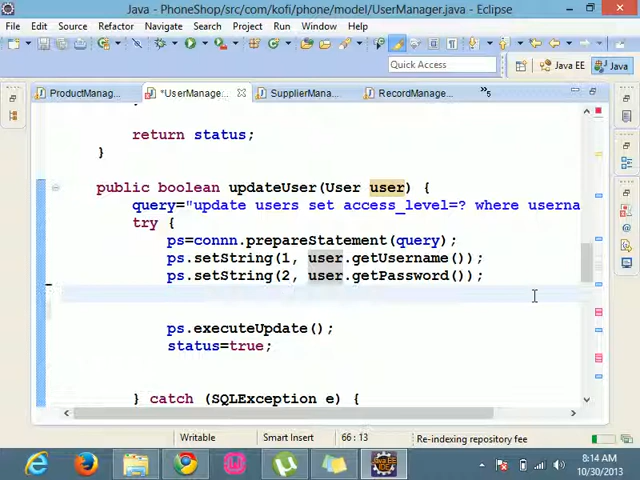 Java - PhoneShop/src/com/kofi/phone/model/UserManager.java - Eclipse
File Edit Source Refactor Navigate Search Project Run Window Help
Quick Access Java EE Java
ProductManag... *UserManage... SupplierMana... RecordManage... »5
}
return status;
}
public boolean updateUser(User user) {
query="update users set access_level=? where userna
try {
ps=connn.prepareStatement(query);
ps.setString(1, user.getUsername());
ps.setString(2, user.getPassword());
ps.executeUpdate();
status=true;
} catch (SQLException e) {
Writable Smart Insert 66 : 13 Re-indexing repository fee
8:14 AM
10/30/2013